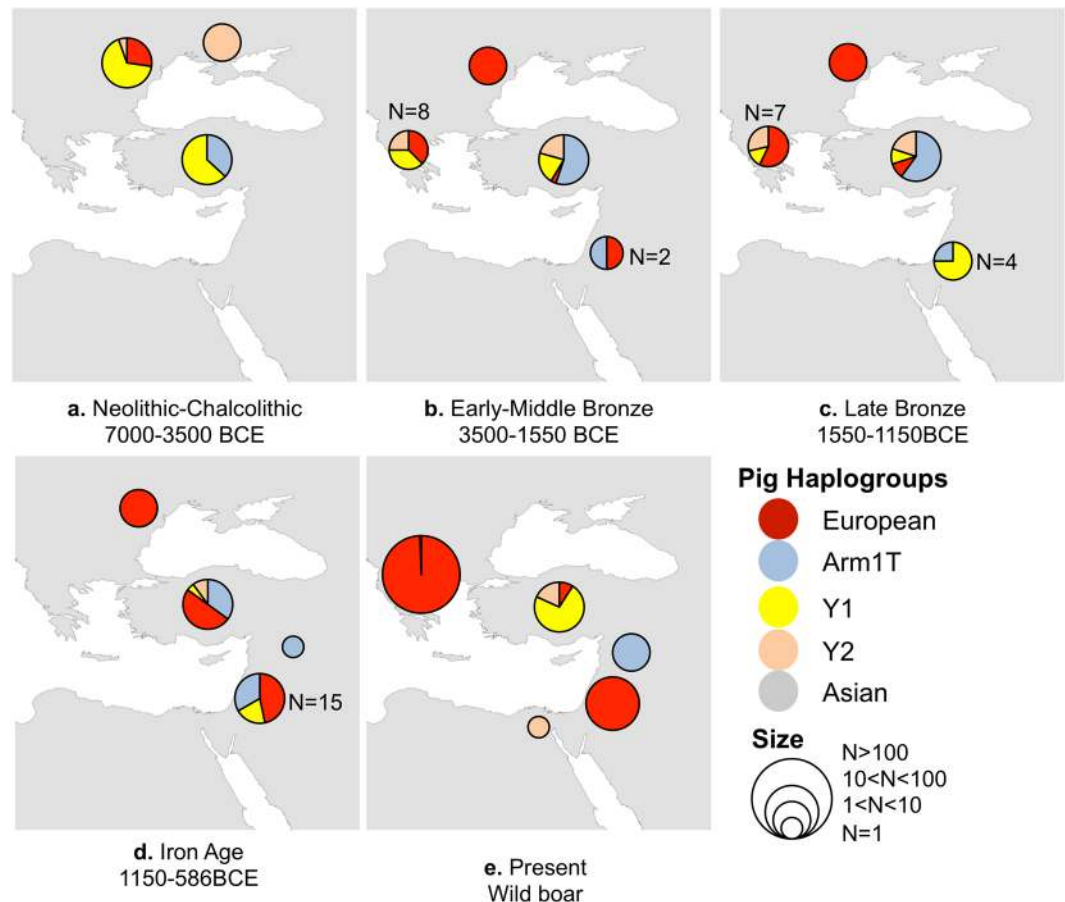 N=8
N=2
N=7
N=4
a. Neolithic-Chalcolithic
7000-3500 BCE
b. Early-Middle Bronze
3500-1550 BCE
c. Late Bronze
1550-1150BCE
N=15
d. Iron Age
1150-586BCE
e. Present
Wild boar
Pig Haplogroups
European
Arm1T
Y1
Y2
Asian
Size
N>100
10<N<100
1<N<10
N=1